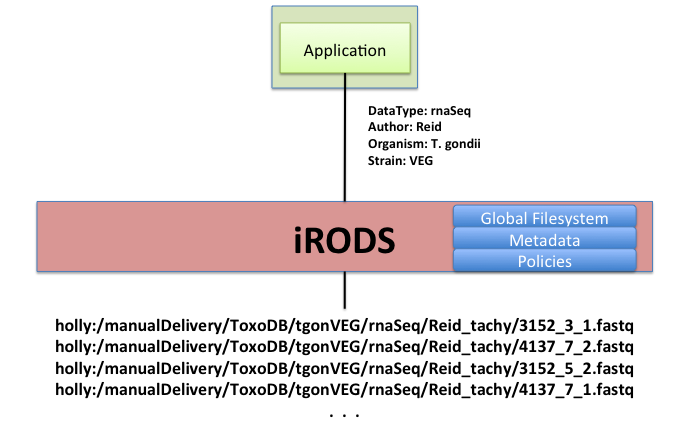 Application
DataType: rnaSeq
Author: Reid
Organism: T. gondii
Strain: VEG
iRODS
Global Filesystem
Metadata
Policies
holly:/manualDelivery/ToxoDB/tgonVEG/rnaSeq/Reid_tachy/3152_3_1.fastq
holly:/manualDelivery/ToxoDB/tgonVEG/rnaSeq/Reid_tachy/4137_7_2.fastq
holly:/manualDelivery/ToxoDB/tgonVEG/rnaSeq/Reid_tachy/3152_5_2.fastq
holly:/manualDelivery/ToxoDB/tgonVEG/rnaSeq/Reid_tachy/4137_7_1.fastq
. . .